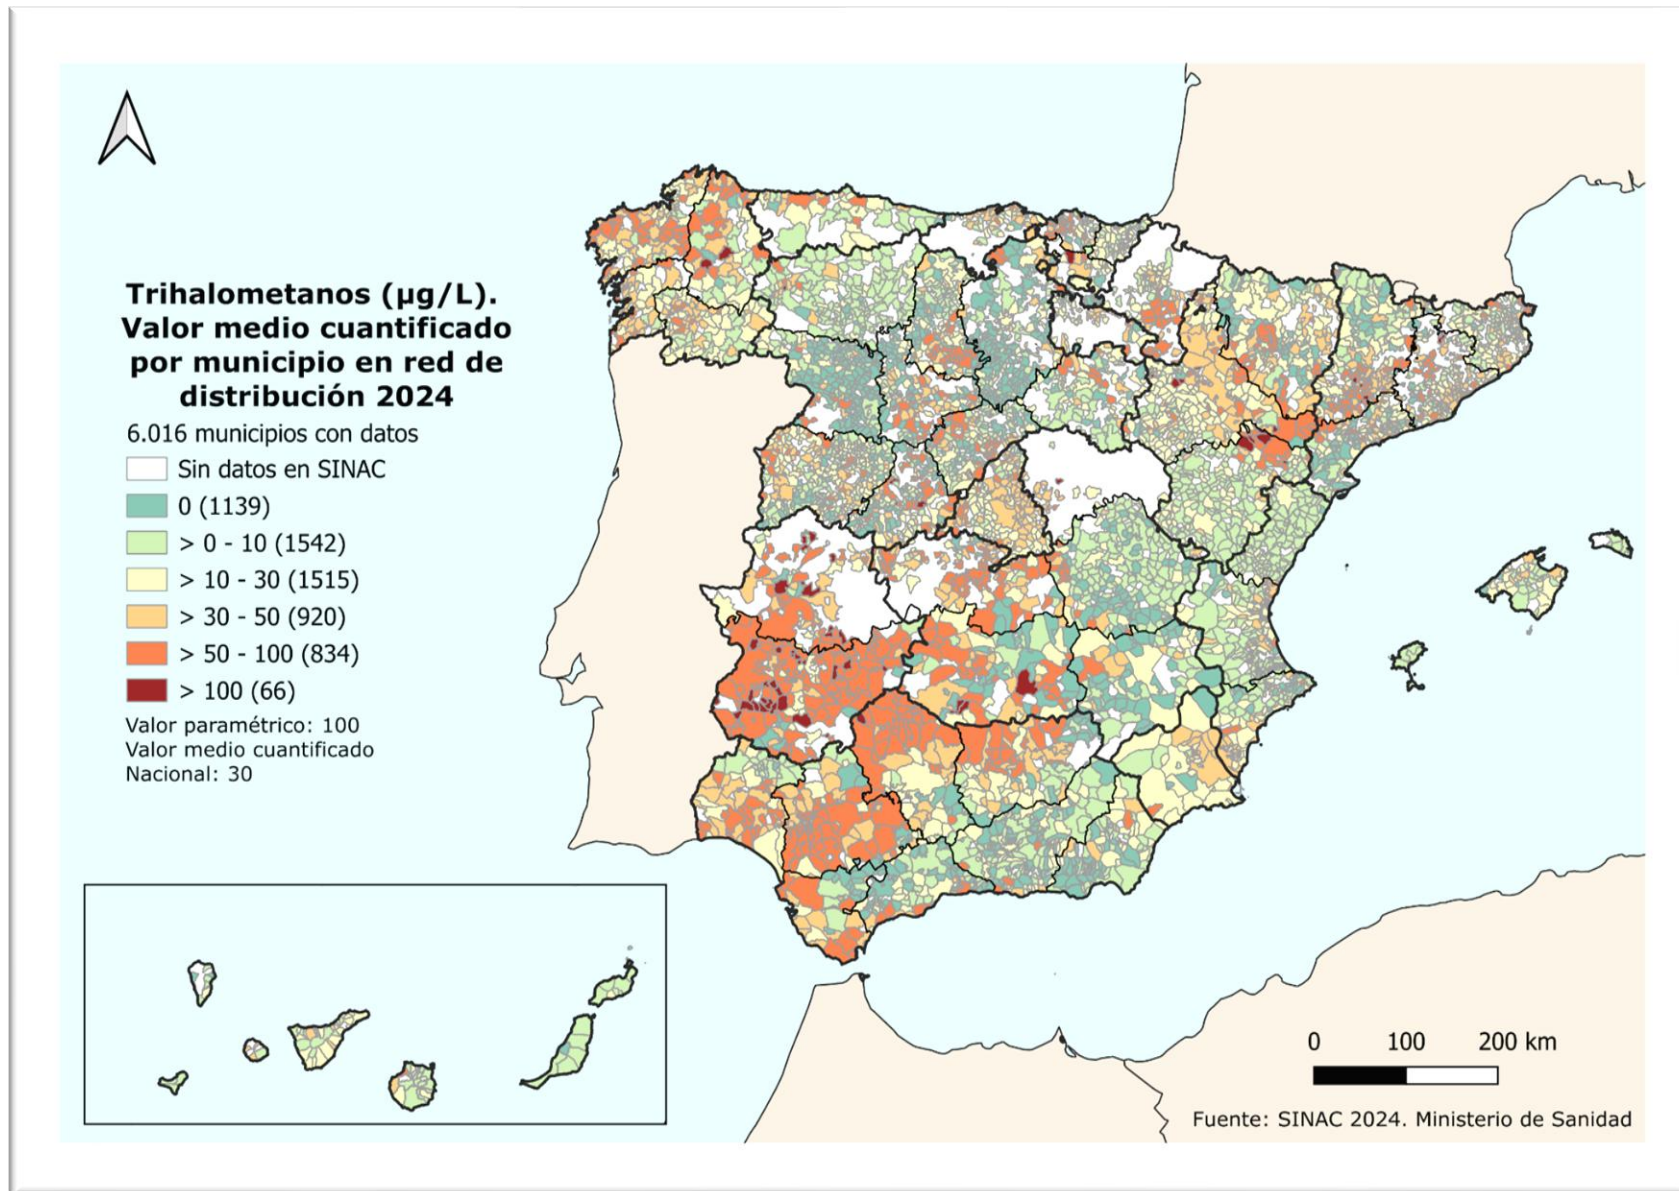 Trihalometanos (µg/L).
Valor medio cuantificado
por municipio en red de
distribución 2024
6.016 municipios con datos
Sin datos en SINAC
0 (1139)
> 0 - 10 (1542)
> 10 - 30 (1515)
> 30 - 50 (920)
> 50 - 100 (834)
> 100 (66)
Valor paramétrico: 100
Valor medio cuantificado
Nacional: 30
0 100 200 km
Fuente: SINAC 2024. Ministerio de Sanidad